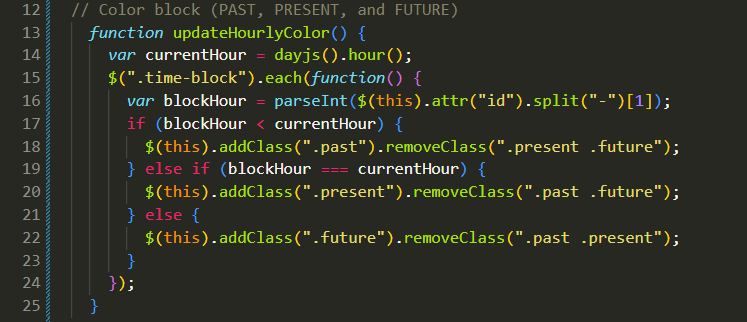 12 // Color block (PAST, PRESENT, and FUTURE)
13 function updateHourlyColor() {
14 var currentHour = dayjs().hour();
15 $(".time-block").each(function() {
16 var blockHour = parseInt($(this).attr("id").split("-")[1]);
17 if (blockHour < currentHour) {
18 $(this).addClass(".past").removeClass(".present .future");
19 } else if (blockHour === currentHour) {
20 $(this).addClass(".present").removeClass(".past .future");
21 } else {
22 $(this).addClass(".future").removeClass(".past .present");
23 }
24 });
25 }